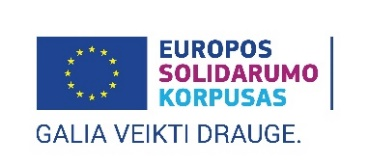 EUROPOS
SOLIDARUMO
KORPUSAS
GALIA VEIKTI DRAUGE.